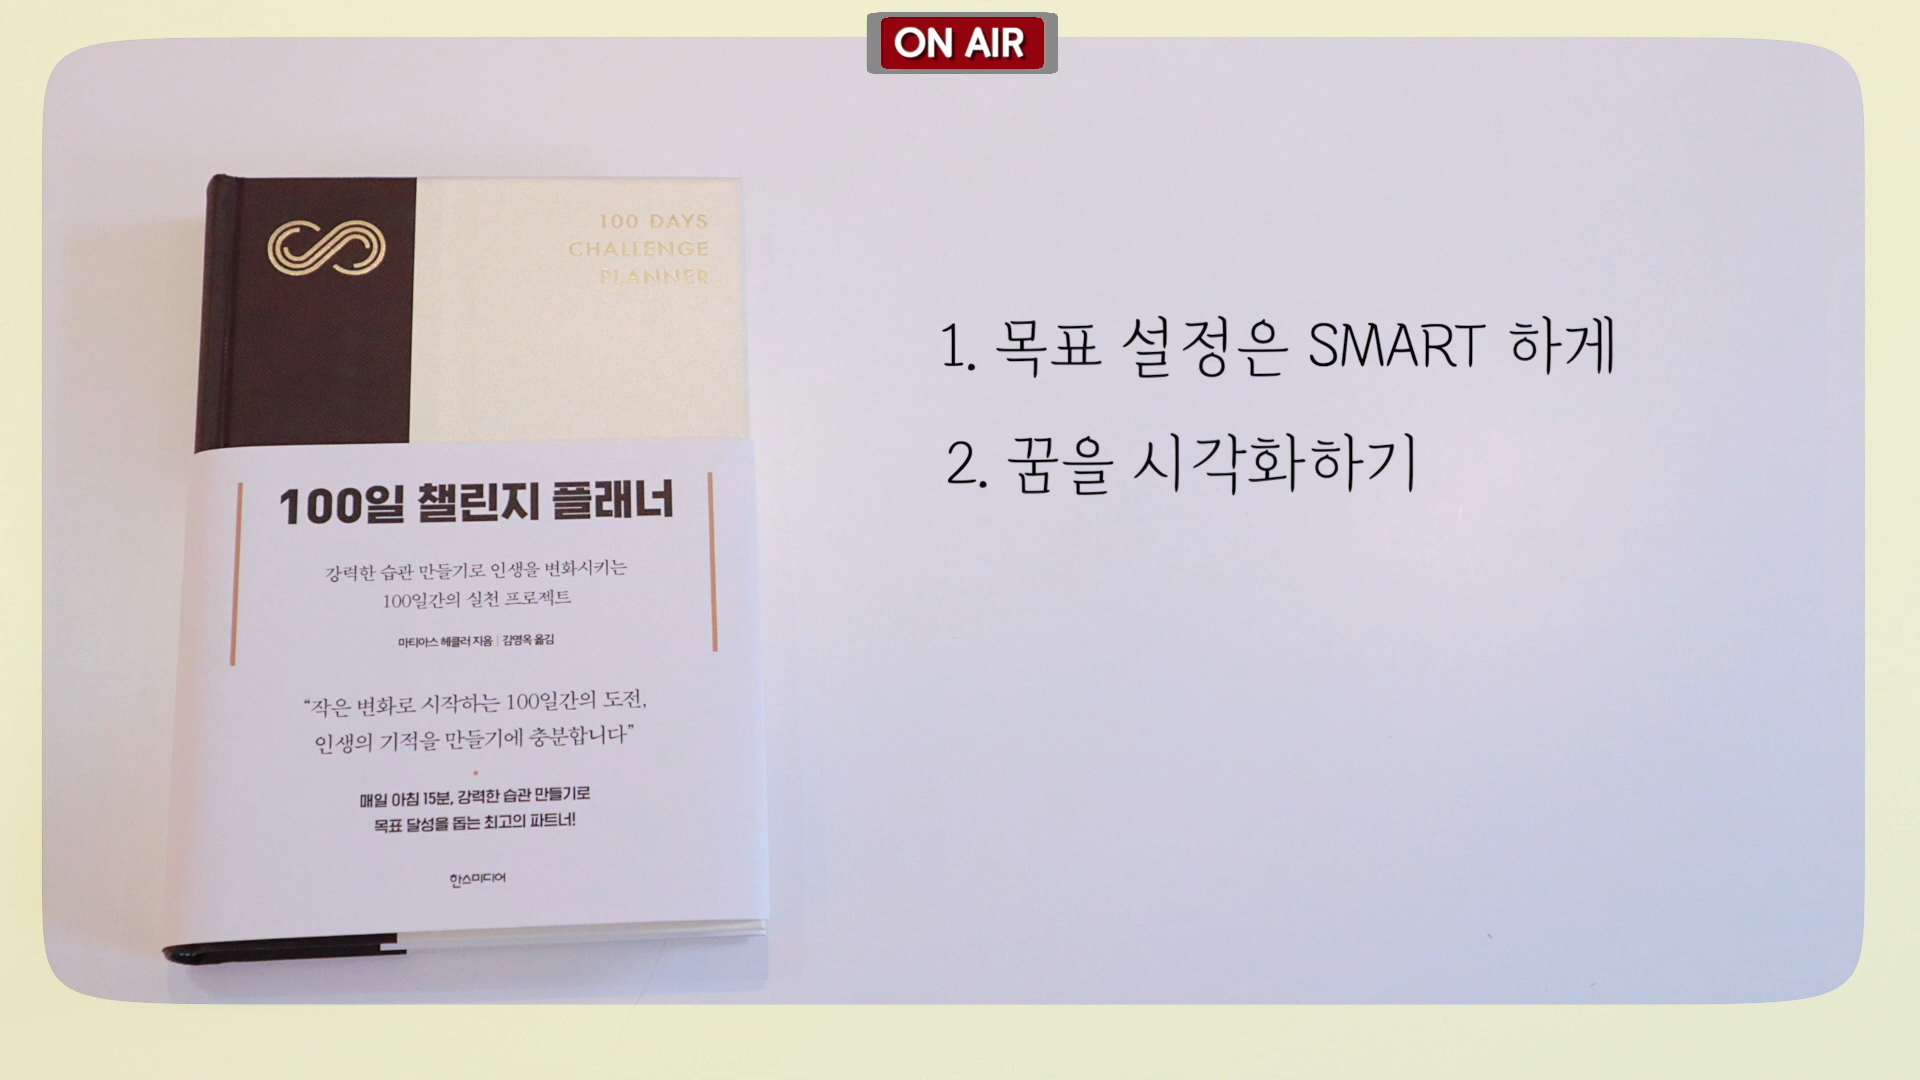 ON AIR
100 DAYS
CHALLENGE
PLANNER
100일 챌린지 플래너
강력한 습관 만들기로 인생을 변화시키는
100일간의 실천 프로젝트
마티아스 헤클러 지음 | 김영옥 옮김
“작은 변화로 시작하는 100일간의 도전,
인생의 기적을 만들기에 충분합니다”
매일 아침 15분, 강력한 습관 만들기로
목표 달성을 돕는 최고의 파트너!
한스미디어
1. 목표 설정은 SMART 하게
2. 꿈을 시각화하기